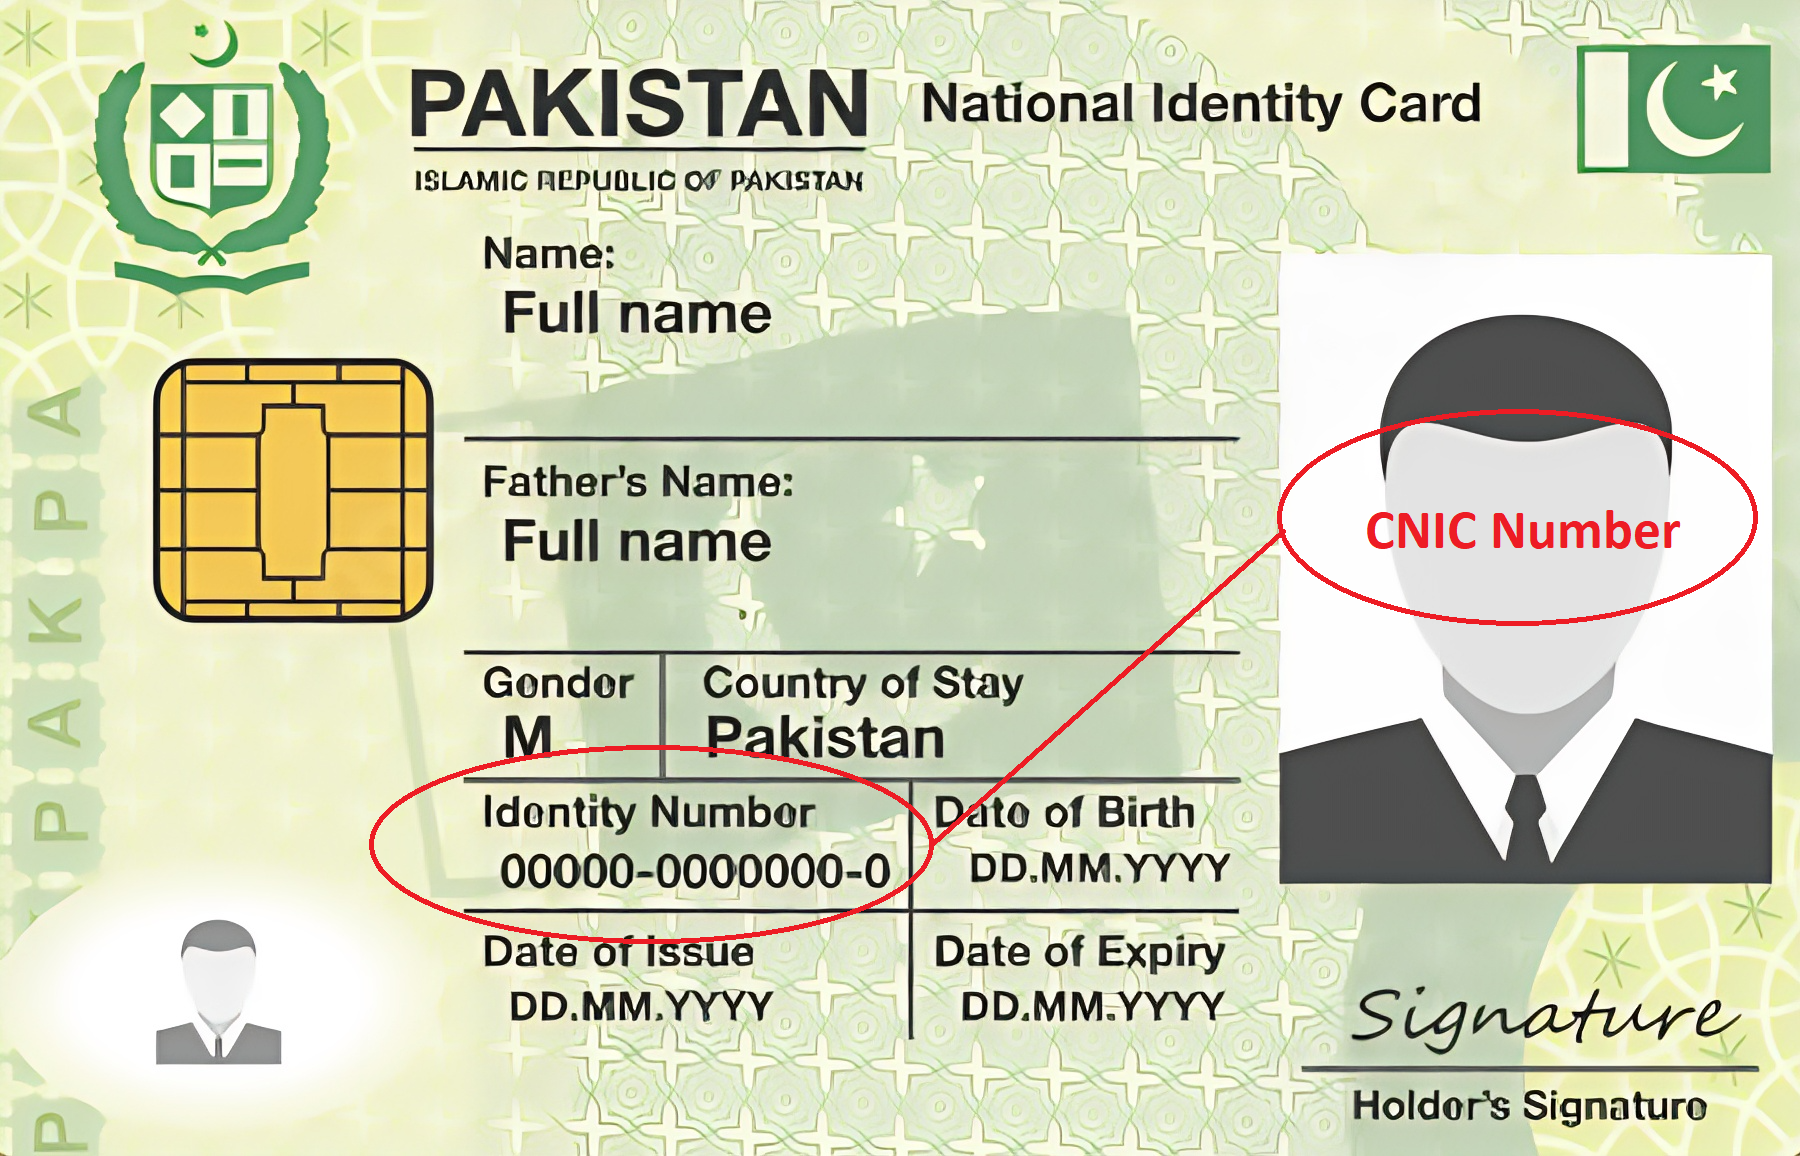 PAKISTAN National Identity Card
ISLAMIC REPUBLIC OF PAKISTAN
Name:
Full name
Father's Name:
Full name
Gondor Country of Stay
M Pakistan
Idontity Number Dato of Birth
00000-0000000-0 DD.MM.YYYY
Date of Issue Date of Expiry
DD.MM.YYYY DD.MM.YYYY
CNIC Number
Signature
Holdor's Signaturo
PAKPAKPA
P